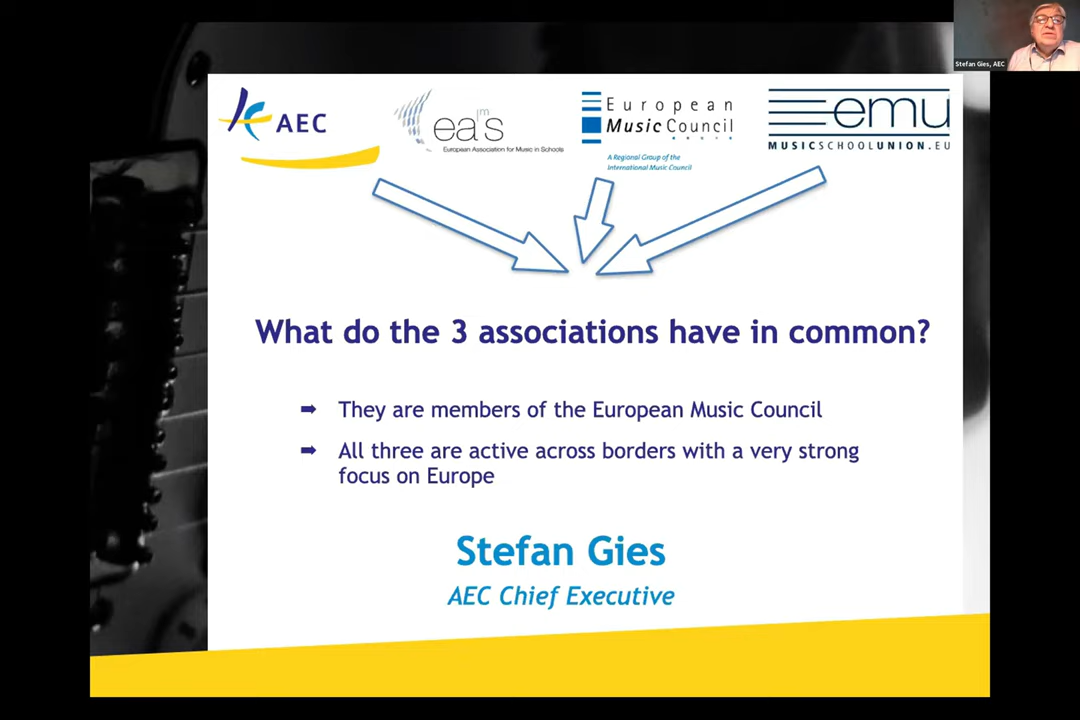 Stefan Gies, AEC
AEC
eas
European Association for Music in Schools
European
MusicCouncil
A Regional Group of the
International Music Council
emu
MUSICSCHOOLUNION.EU
What do the 3 associations have in common?
➡ They are members of the European Music Council
➡ All three are active across borders with a very strong
focus on Europe
Stefan Gies
AEC Chief Executive